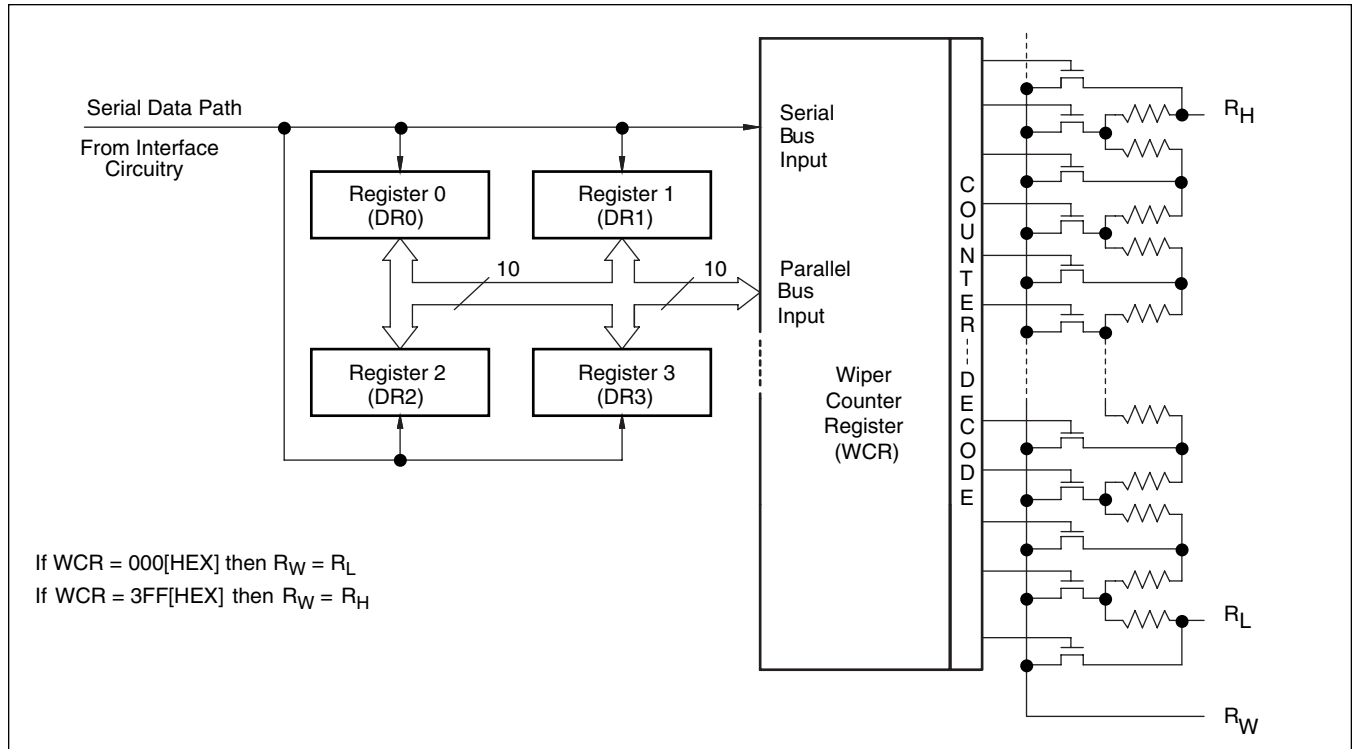 Serial Data Path
From Interface
Circuitry
Register 0
(DR0)
Register 1
(DR1)
10
10
Register 2
(DR2)
Register 3
(DR3)
If WCR = 000[HEX] then RW = RL
If WCR = 3FF[HEX] then RW = RH
Serial
Bus
Input
Parallel
Bus
Input
Wiper
Counter
Register
(WCR)
C
O
U
N
T
E
R
D
E
C
O
D
E
RH
RL
RW